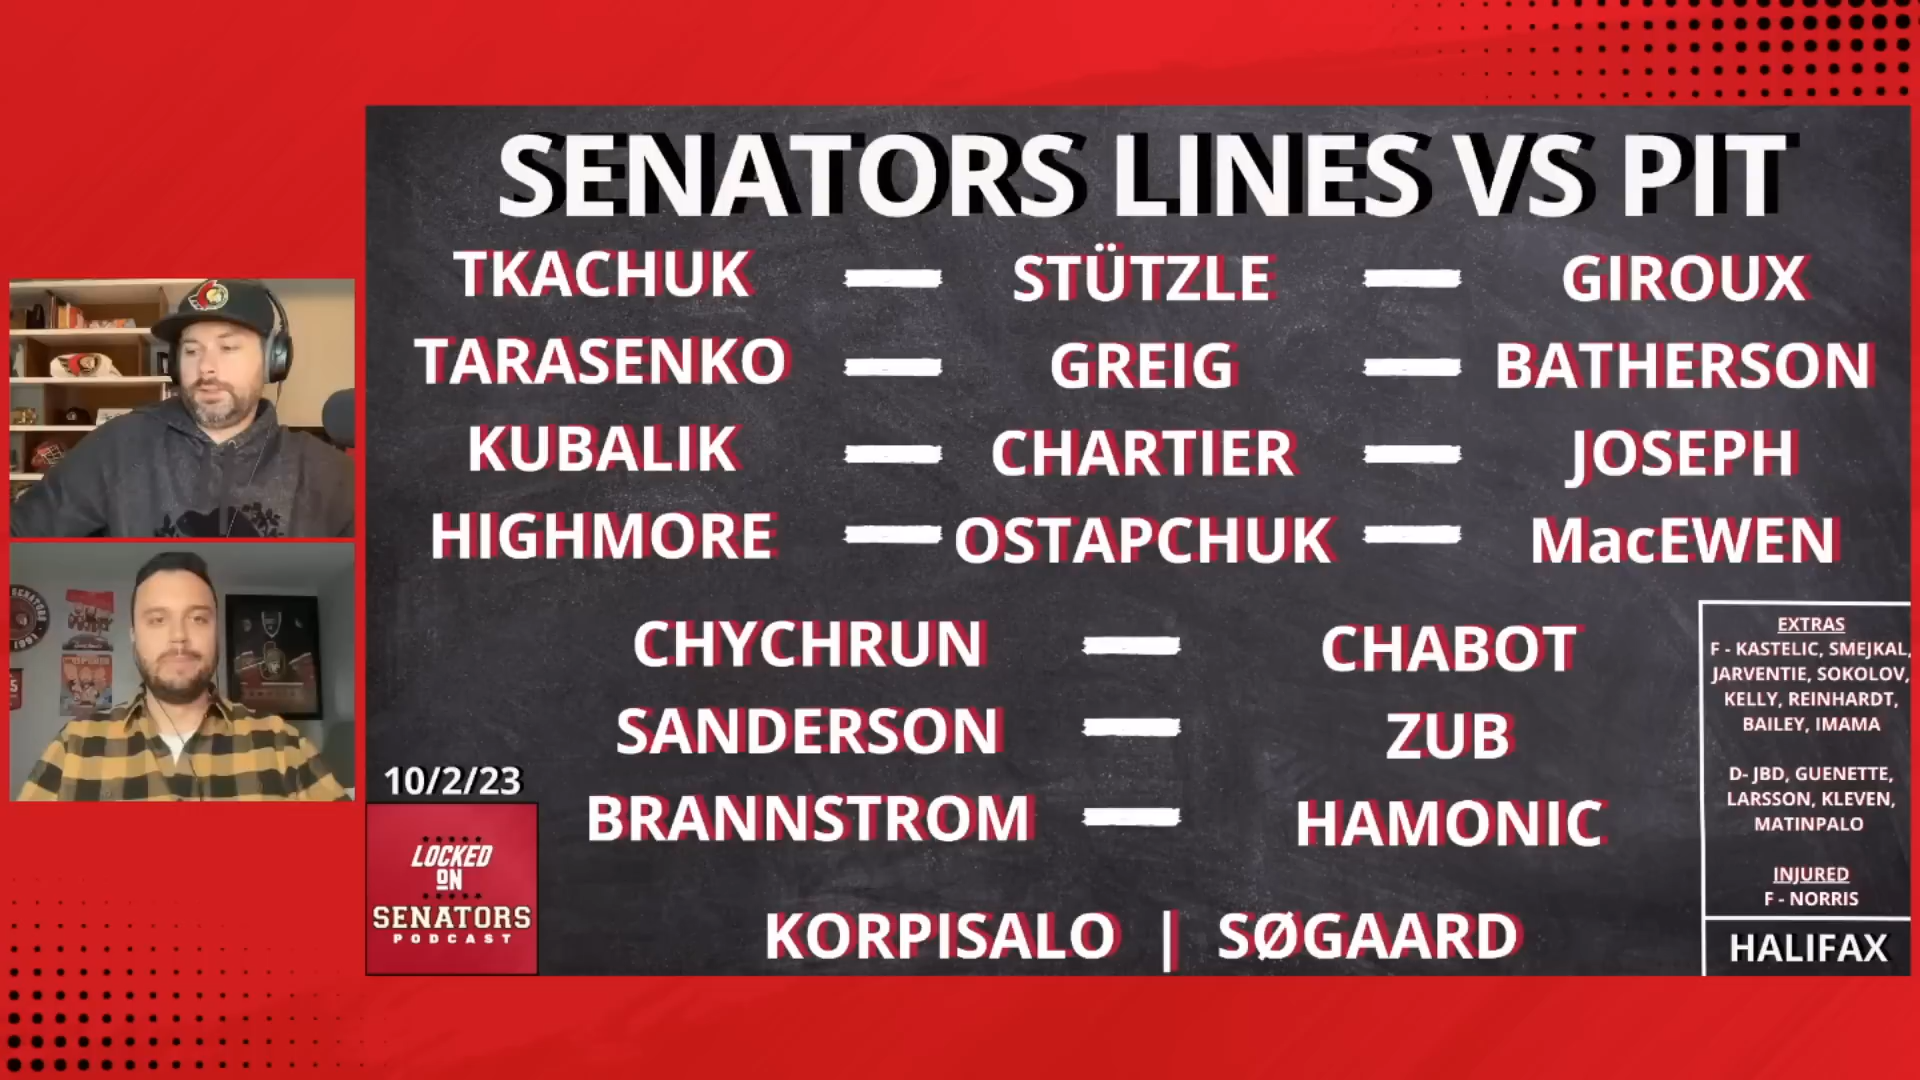 SENATORS LINES VS PIT
TKACHUK — STÜTZLE — GIROUX
TARASENKO — GREIG — BATHERSON
KUBALIK — CHARTIER — JOSEPH
HIGHMORE — OSTAPCHUK — MacEWEN
CHYCHRUN — CHABOT
SANDERSON — ZUB
BRANNSTROM — HAMONIC
KORPISALO | SØGAARD
EXTRAS
F - KASTELIC, SMEJKAL,
JARVENTIE, SOKOLOV,
KELLY, REINHARDT,
BAILEY, IMAMA
D- JBD, GUENETTE,
LARSSON, KLEVEN,
MATINPALO
INJURED
F - NORRIS
HALIFAX
10/2/23
LOCKED
ON
SENATORS
PODCAST